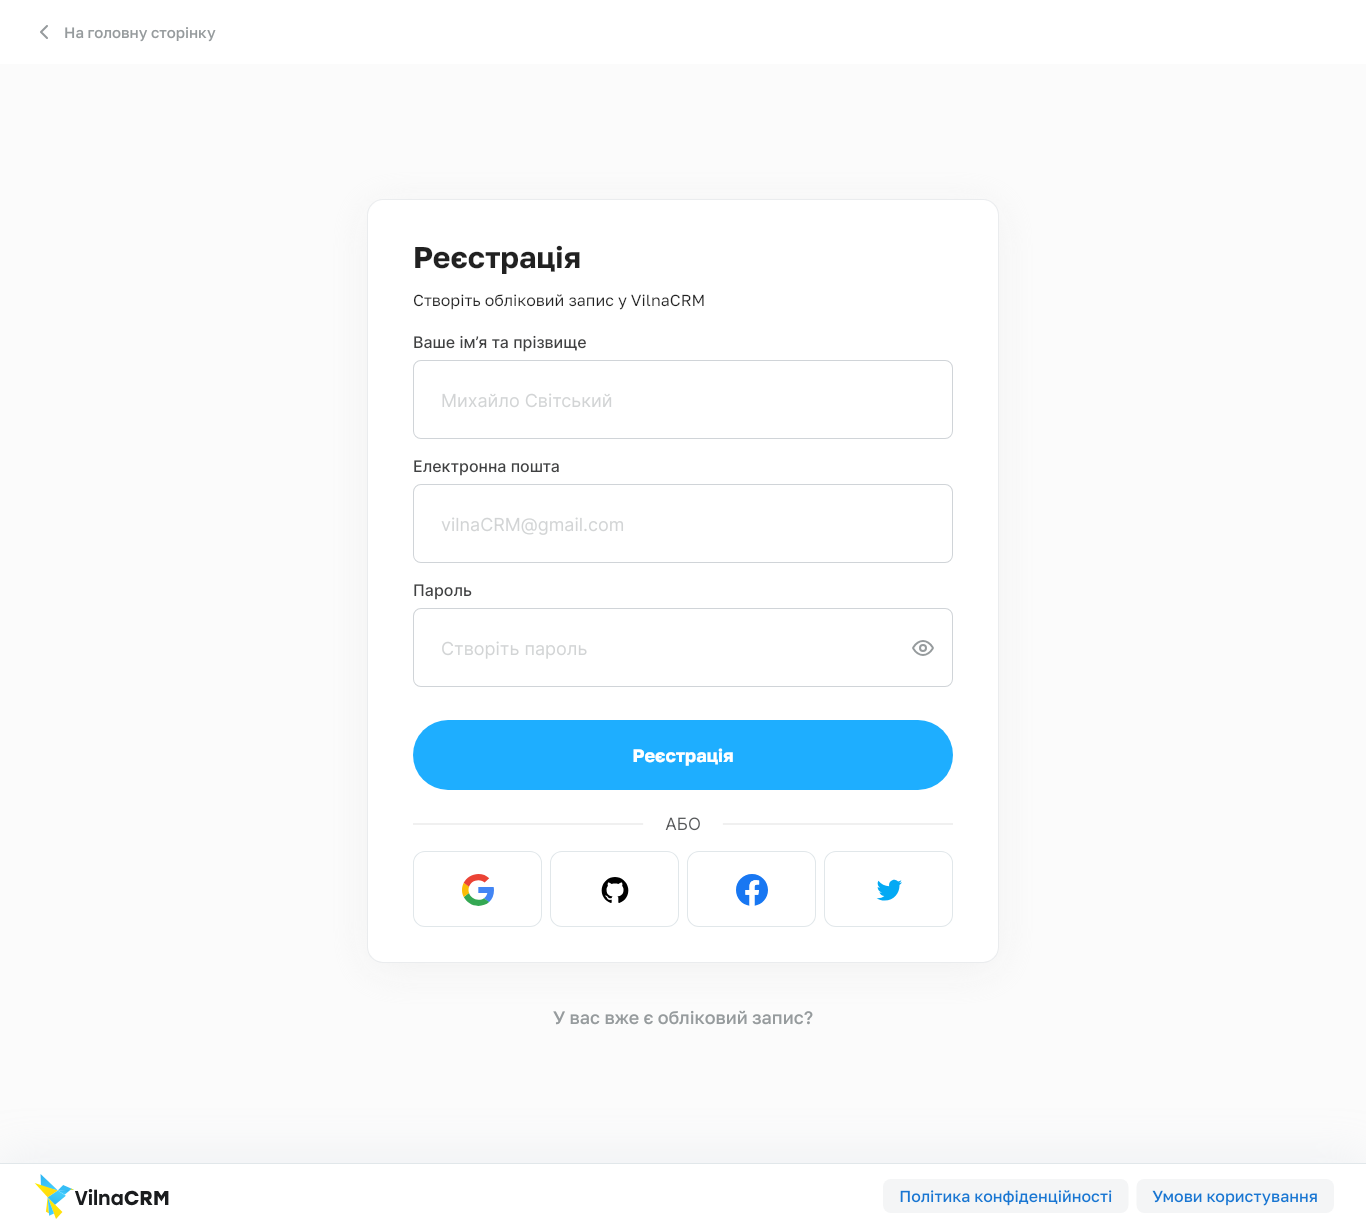 На головну сторінку
Реєстрація
Створіть обліковий запис у VilnaCRM
Ваше ім'я та прізвище
Михайло Світський
Електронна пошта
vilnaCRM@gmail.com
Пароль
Створіть пароль
Реєстрація
АБО
У вас вже є обліковий запис?
VilnaCRM
Політика конфіденційності
Умови користування